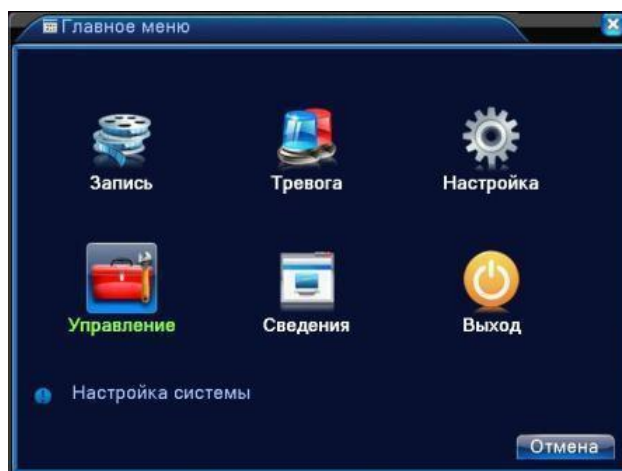 Главное меню
Запись
Тревога
Настройка
Управление
Сведения
Выход
Настройка системы
Отмена